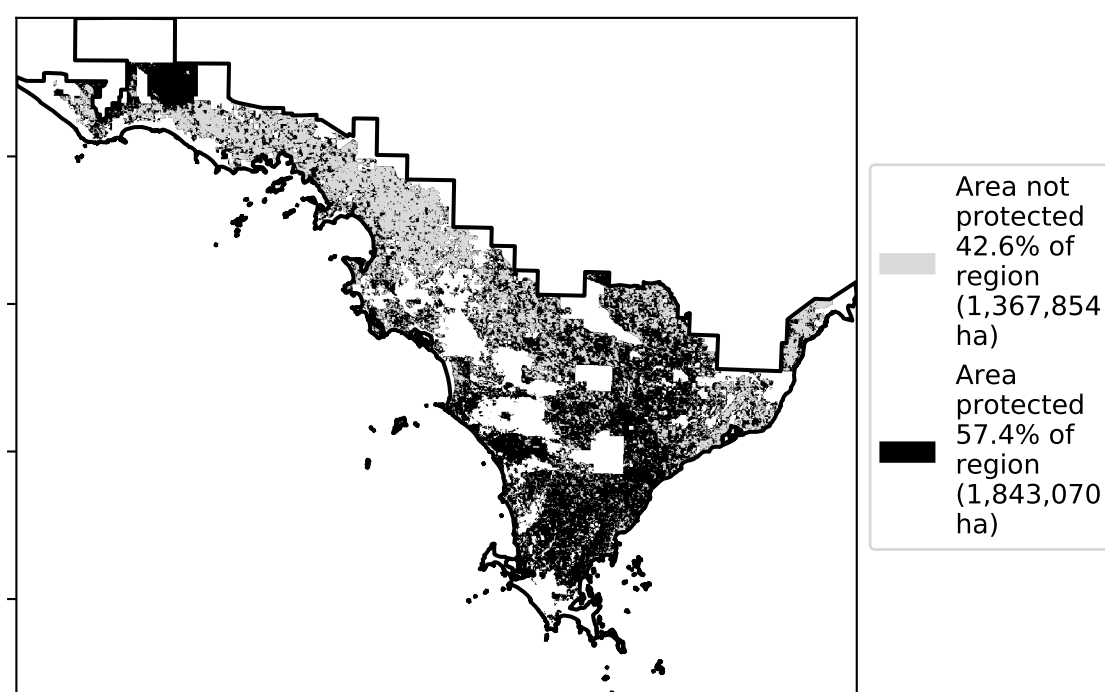 Area not
protected
42.6% of
region
(1,367,854
ha)
Area
protected
57.4% of
region
(1,843,070
ha)